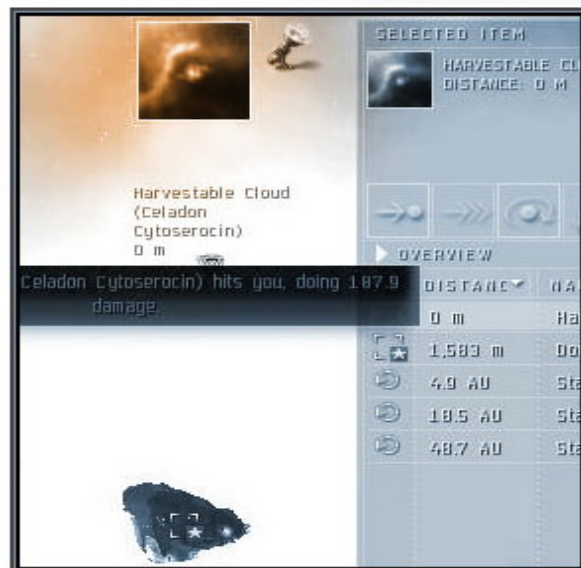 SELECTED ITEM
HARVESTABLE CL
DISTANCE: 0 M
Harvestable Cloud
(Celadon
Cytoserocin)
0 m
OVERVIEW
Celadon Cytoserocin) hits you, doing 187.9
damage
DISTANC NA
0 m Ha
1,583 m Do
4.9 AU Sta
18.5 AU Sta
48.7 AU Sta